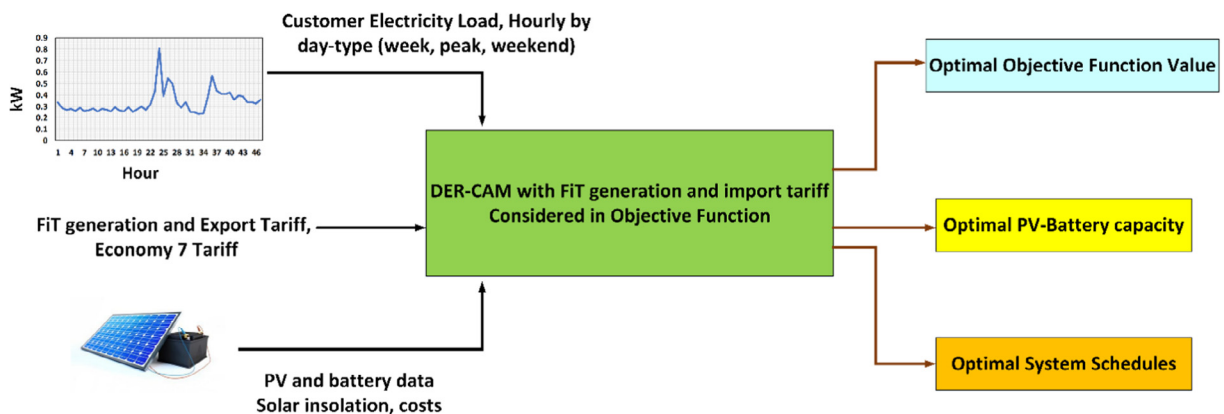 Customer Electricity Load, Hourly by
day-type (week, peak, weekend)
0.9
0.8
0.7
0.6
0.5
0.4
0.3
0.2
0.1
0
kW
1 4 7 10 13 16 19 22 25 28 31 34 37 40 43 46
Hour
FiT generation and Export Tariff,
Economy 7 Tariff
PV and battery data
Solar insolation, costs
DER-CAM with FiT generation and import tariff
Considered in Objective Function
Optimal Objective Function Value
Optimal PV-Battery capacity
Optimal System Schedules